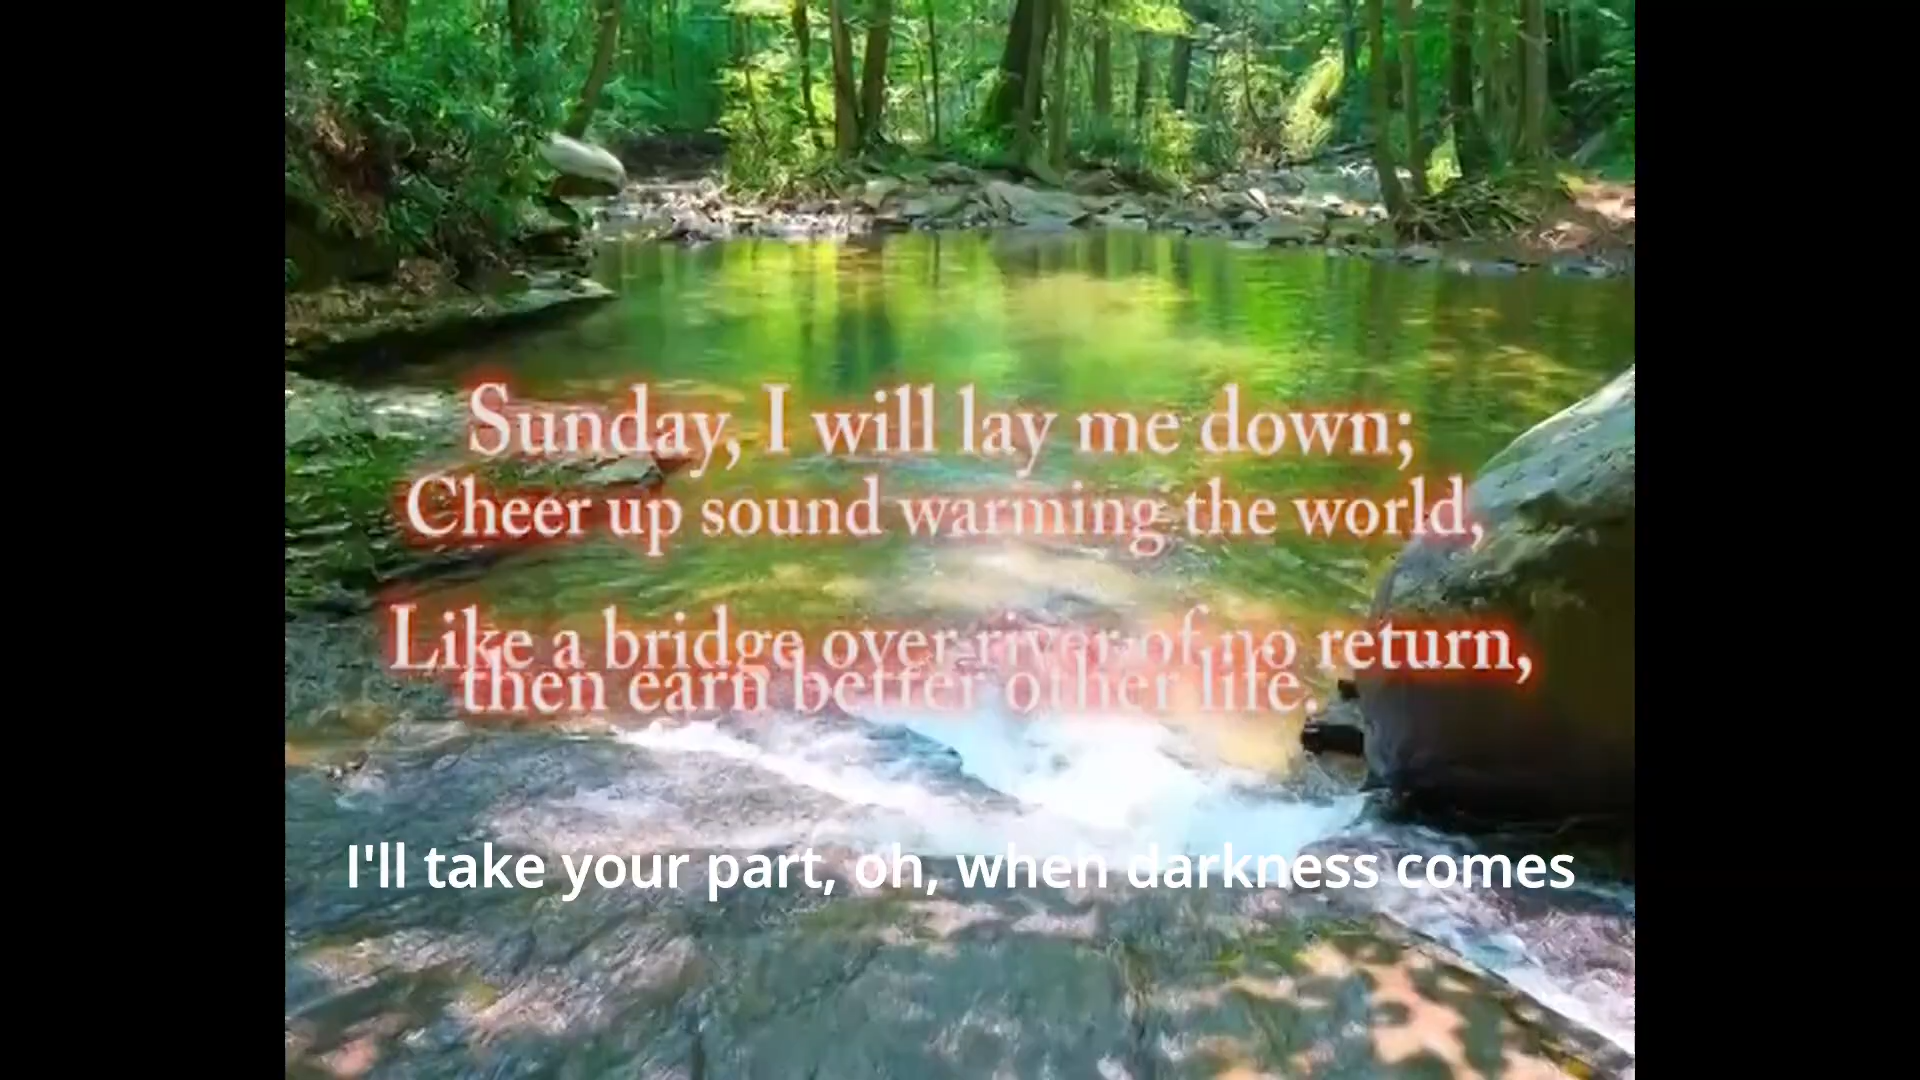 Sunday, I will lay me down;
Cheer up sound warming the world,
Like a bridge over river of no return,
then earn better other life.
I'll take your part, oh, when darkness comes